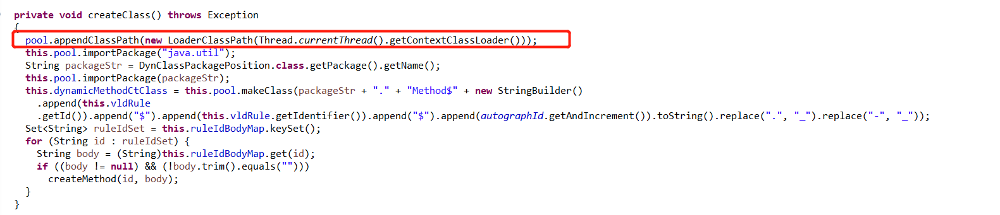 private void createClass() throws Exception
{
pool.appendClassPath(new LoaderClassPath(Thread.currentThread().getContextClassLoader()));
this.pool.importPackage("java.util");
String packageStr = DynClassPackagePosition.class.getPackage().getName();
this.pool.importPackage(packageStr);
this.dynamicMethodCtClass = this.pool.makeClass(packageStr + "." + "Method$" + new StringBuilder()
.append(this.vldRule
.getId()).append("$").append(this.vldRule.getIdentifier()).append("$").append(autographId.getAndIncrement()).toString().replace(".", "_").replace("-", "_"));
Set<String> ruleIdSet = this.ruleIdBodyMap.keySet();
for (String id : ruleIdSet) {
String body = (String)this.ruleIdBodyMap.get(id);
if ((body != null) && (!body.trim().equals("")))
createMethod(id, body);
}
}